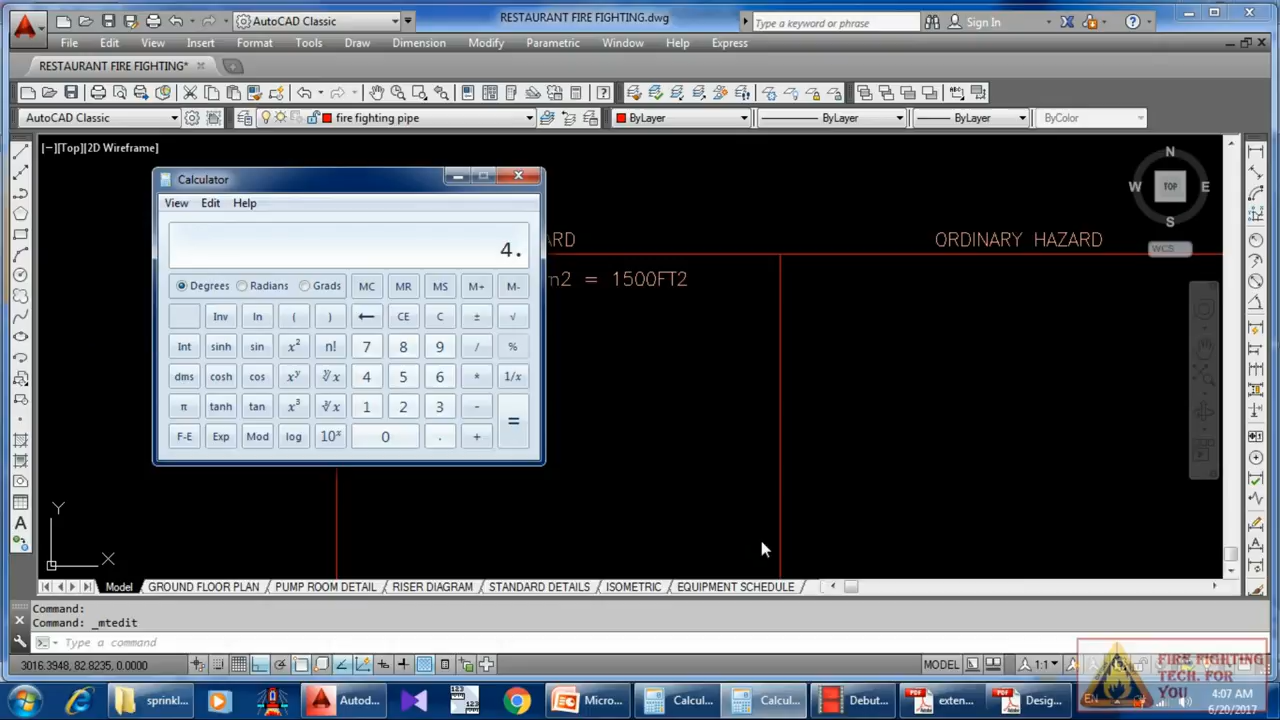 AutoCAD Classic
RESTAURANT FIRE FIGHTING.dwg
Type a keyword or phrase
Sign In
File Edit View Insert Format Tools Draw Dimension Modify Parametric Window Help Express
RESTAURANT FIRE FIGHTING*
AutoCAD Classic
fire fighting pipe
ByLayer
ByLayer
ByLayer
ByColor
[−][Top][2D Wireframe]
N
W TOP E
S
WCS
Calculator
View Edit Help
4.
Degrees Radians Grads MC MR MS M+ M-
Inv ln ( ) ← CE C ± √
Int sinh sin x² n! 7 8 9 / %
dms cosh cos xʸ ʸ√x 4 5 6 * 1/x
π tanh tan x³ ³√x 1 2 3 - =
F-E Exp Mod log 10ˣ 0 . +
ARD
ORDINARY HAZARD
m2 = 1500FT2
Y
X
Model GROUND FLOOR PLAN PUMP ROOM DETAIL RISER DIAGRAM STANDARD DETAILS ISOMETRIC EQUIPMENT SCHEDULE
Command:
Command: _mtedit
Type a command
3016.3948, 82.8235, 0.0000
MODEL
1:1
FIRE FIGHTING
TECH. FOR
YOU
sprinkl...
Autod...
Micro...
Calcul...
Calcul...
Debut...
exten...
Desig...
EN
4:07 AM
6/20/2017